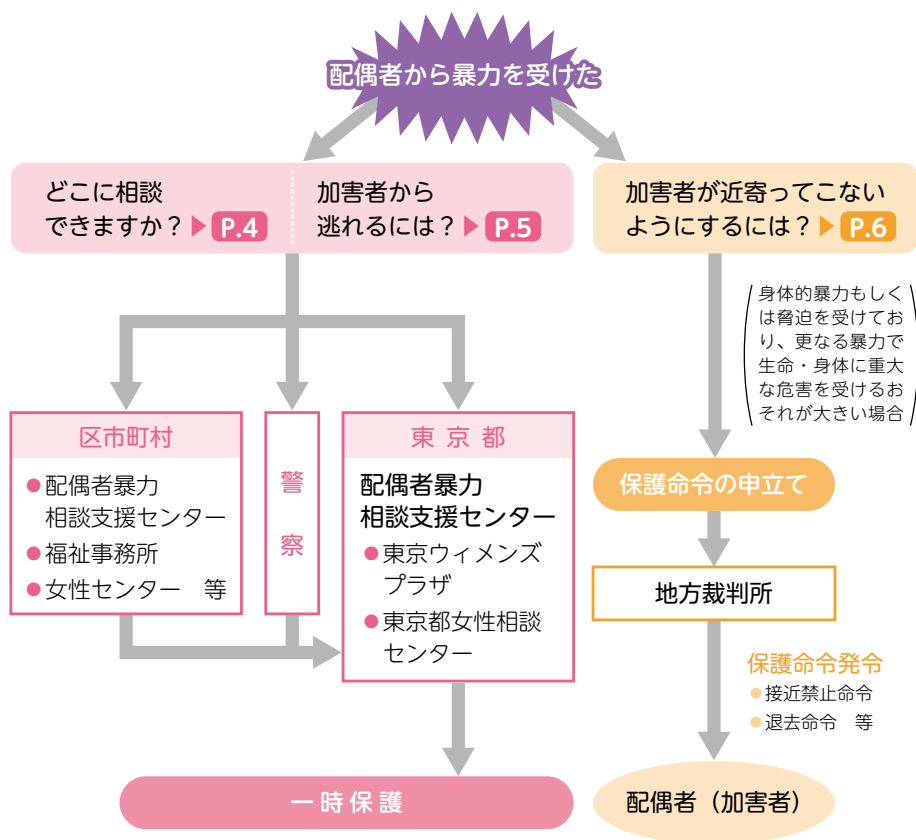 配偶者から暴力を受けた
どこに相談
できますか？▶P.4
加害者から
逃れるには？▶P.5
加害者が近寄ってこない
ようにするには？▶P.6
身体的暴力もしく
は脅迫を受けてお
り、更なる暴力で
生命・身体に重大
な危害を受けるお
それが大きい場合
区市町村
●配偶者暴力
相談支援センター
●福祉事務所
●女性センター　等
警察
東京都
配偶者暴力
相談支援センター
●東京ウィメンズ
プラザ
●東京都女性相談
センター
一時保護
保護命令の申立て
地方裁判所
保護命令発令
●接近禁止命令
●退去命令　等
配偶者（加害者）